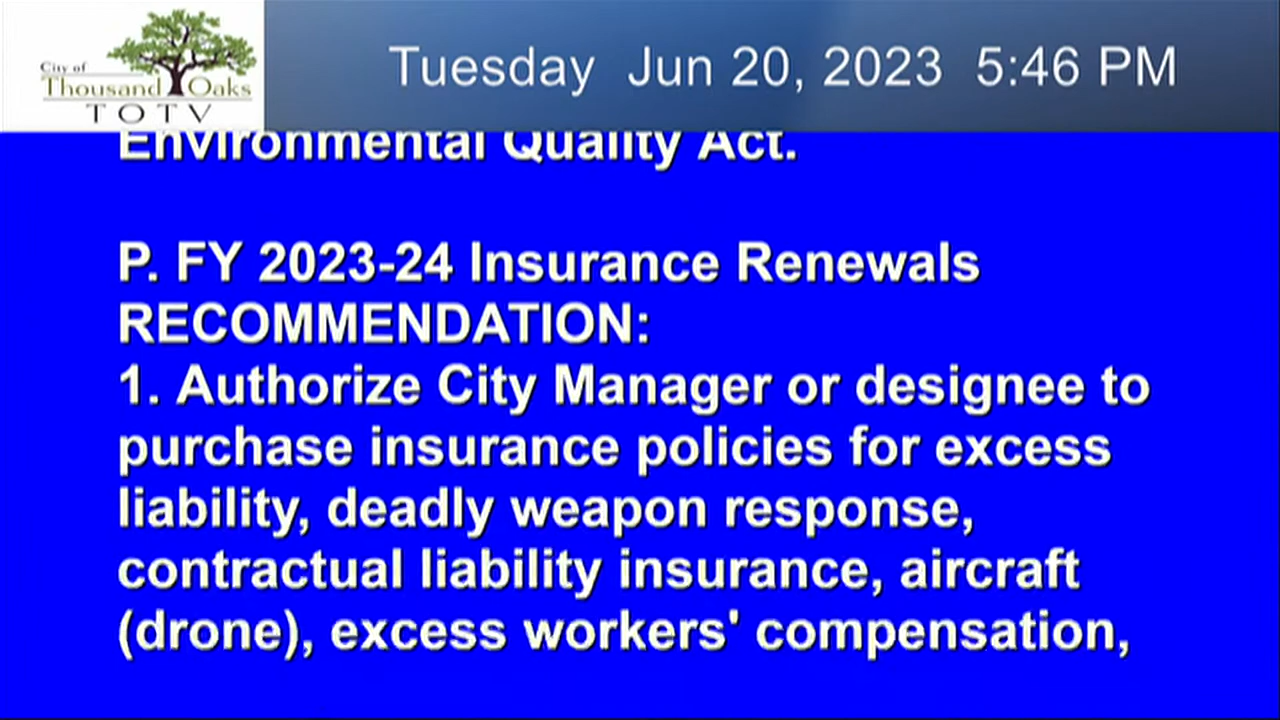 City of
Thousand Oaks
TOTV
Tuesday Jun 20, 2023 5:46 PM
Environmental Quality Act.
P. FY 2023-24 Insurance Renewals
RECOMMENDATION:
1. Authorize City Manager or designee to
purchase insurance policies for excess
liability, deadly weapon response,
contractual liability insurance, aircraft
(drone), excess workers' compensation,